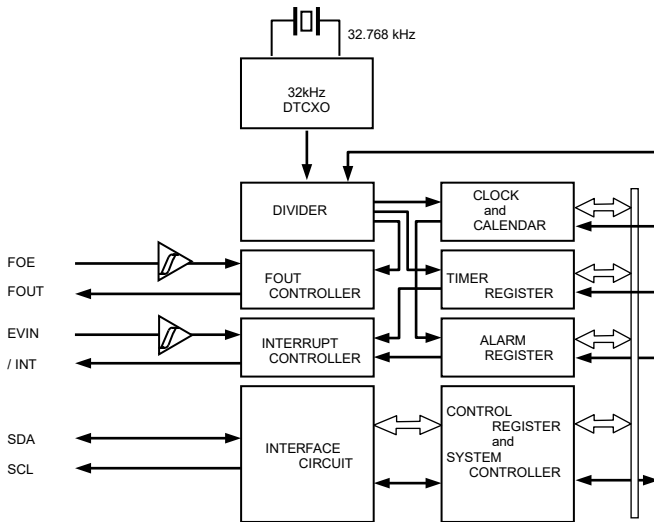 32.768 kHz
32kHz
DTCXO
DIVIDER
CLOCK
and
CALENDAR
FOE
FOUT
FOUT
CONTROLLER
TIMER
REGISTER
EVIN
/ INT
INTERRUPT
CONTROLLER
ALARM
REGISTER
SDA
SCL
INTERFACE
CIRCUIT
CONTROL
REGISTER
and
SYSTEM
CONTROLLER